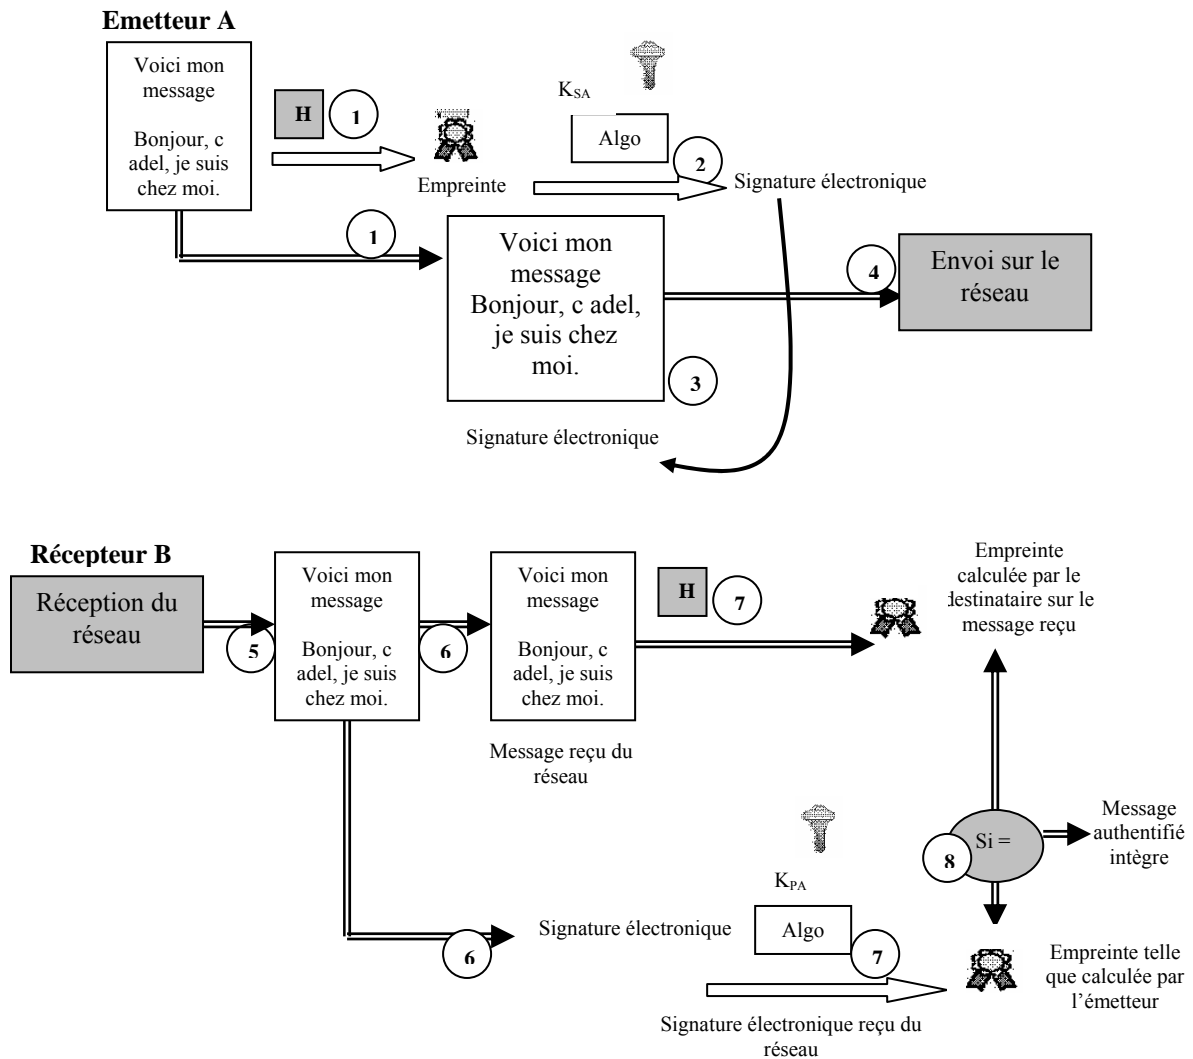 Emetteur A
Voici mon
message
Bonjour, c
adel, je suis
chez moi.
H
1
Empreinte
K_SA
Algo
2
Signature électronique
1
Voici mon
message
Bonjour, c adel,
je suis chez
moi.
3
Signature électronique
4
Envoi sur le
réseau
Récepteur B
Réception du
réseau
5
Voici mon
message
Bonjour, c
adel, je suis
chez moi.
6
Voici mon
message
Bonjour, c
adel, je suis
chez moi.
Message reçu du
réseau
H
7
Empreinte
calculée par le
destinataire sur le
message reçu
Si =
8
Message
authentifié
intègre
6
Signature électronique
K_PA
Algo
7
Signature électronique reçu du
réseau
Empreinte telle
que calculée par
l’émetteur